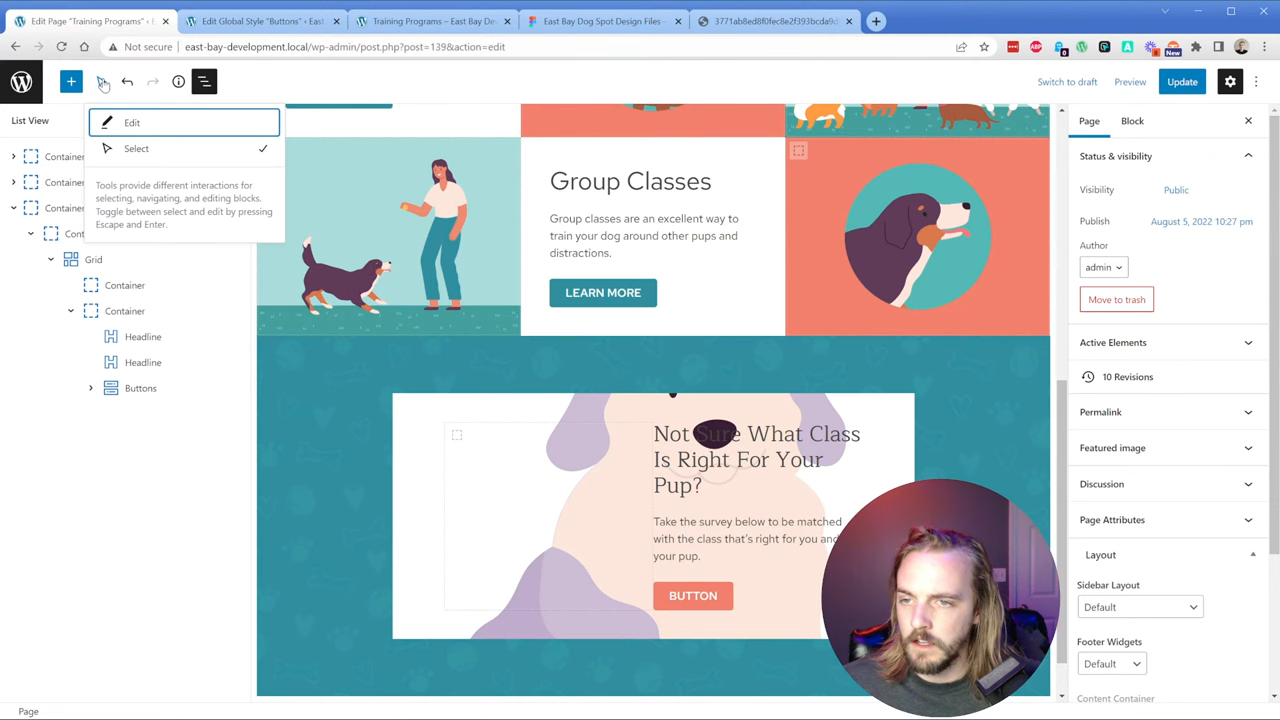 Edit Page “Training Programs” ‹ E
Edit Global Style “Buttons” ‹ East
Training Programs – East Bay Dev
East Bay Dog Spot Design Files –
3771ab8ed8f0fec8e2f393bcda9d
Not secure
east-bay-development.local/wp-admin/post.php?post=139&action=edit
New
Switch to draft
Preview
Update
List View
Edit
Select
Tools provide different interactions for
selecting, navigating, and editing blocks.
Toggle between select and edit by pressing
Escape and Enter.
Container
Container
Container
Cont
Grid
Container
Container
Headline
Headline
Buttons
Group Classes
Group classes are an excellent way to
train your dog around other pups and
distractions.
LEARN MORE
Not Sure What Class
Is Right For Your
Pup?
Take the survey below to be matched
with the class that’s right for you and
your pup.
BUTTON
Page
Block
Status & visibility
Visibility
Public
Publish
August 5, 2022 10:27 pm
Author
admin
Move to trash
Active Elements
10 Revisions
Permalink
Featured image
Discussion
Page Attributes
Layout
Sidebar Layout
Default
Footer Widgets
Default
Content Container
Page